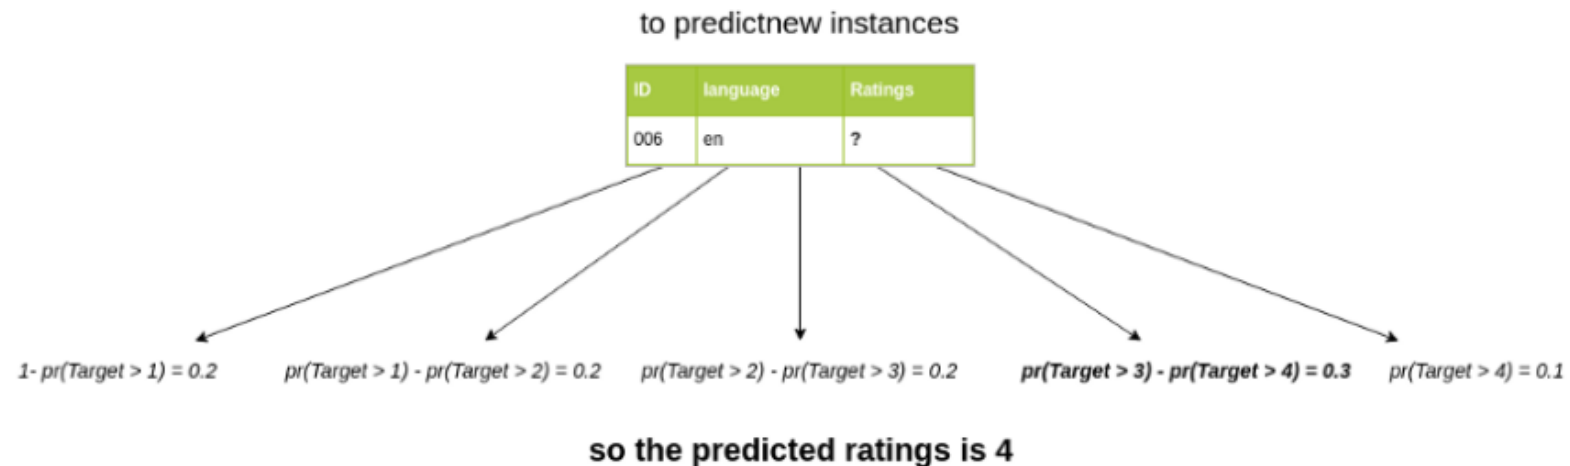 to predictnew instances
ID language Ratings
006 en ?
1- pr(Target > 1) = 0.2 pr(Target > 1) - pr(Target > 2) = 0.2 pr(Target > 2) - pr(Target > 3) = 0.2 pr(Target > 3) - pr(Target > 4) = 0.3 pr(Target > 4) = 0.1
so the predicted ratings is 4